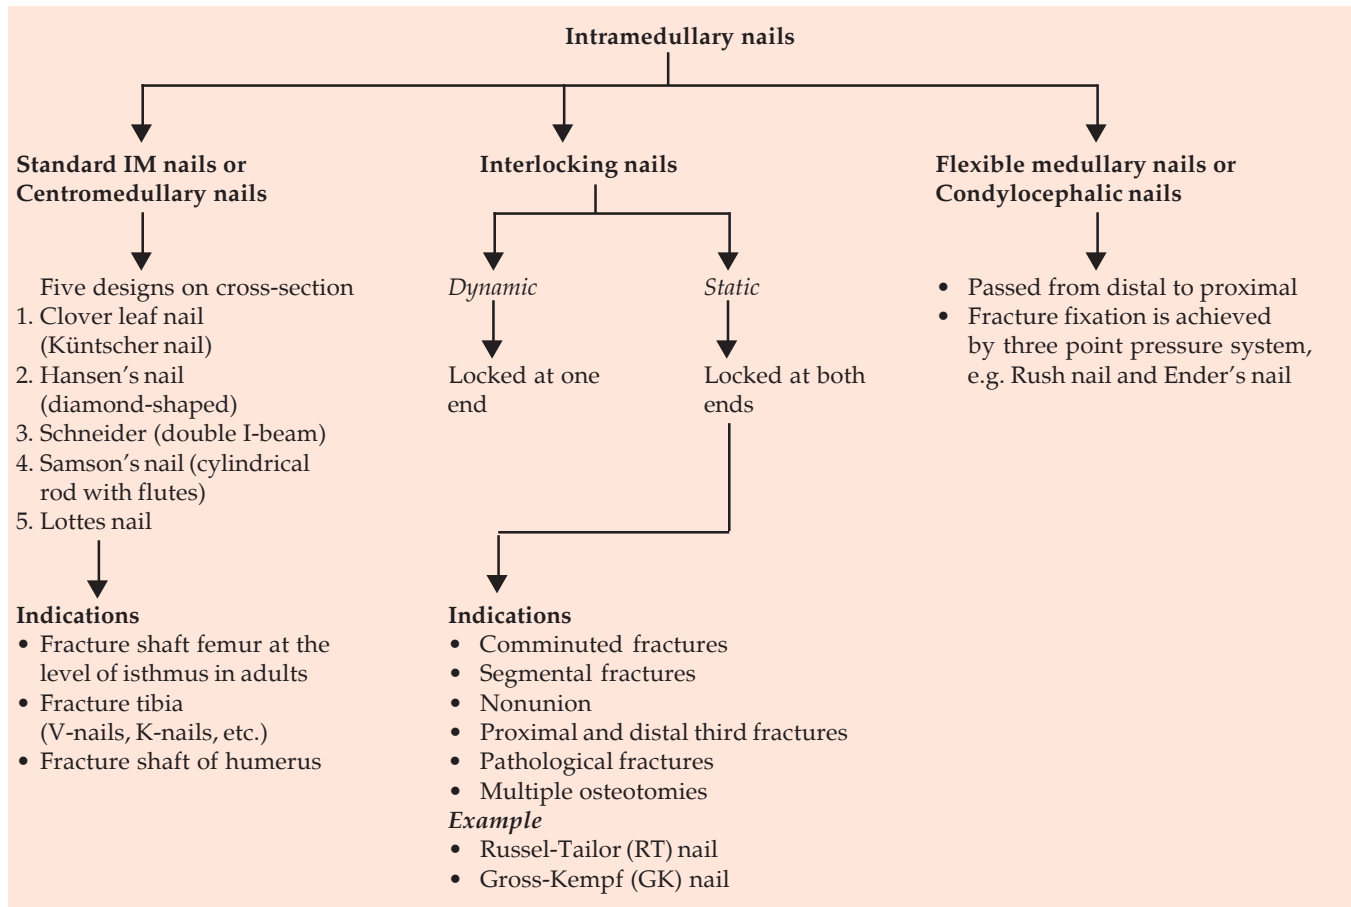 Intramedullary nails
Standard IM nails or
Centromedullary nails
Five designs on cross-section
1. Clover leaf nail
(Küntscher nail)
2. Hansen's nail
(diamond-shaped)
3. Schneider (double I-beam)
4. Samson's nail (cylindrical
rod with flutes)
5. Lottes nail
Indications
• Fracture shaft femur at the
level of isthmus in adults
• Fracture tibia
(V-nails, K-nails, etc.)
• Fracture shaft of humerus
Interlocking nails
Dynamic
Locked at one
end
Static
Locked at both
ends
Indications
• Comminuted fractures
• Segmental fractures
• Nonunion
• Proximal and distal third fractures
• Pathological fractures
• Multiple osteotomies
Example
• Russel-Tailor (RT) nail
• Gross-Kempf (GK) nail
Flexible medullary nails or
Condylocephalic nails
• Passed from distal to proximal
• Fracture fixation is achieved
by three point pressure system,
e.g. Rush nail and Ender's nail